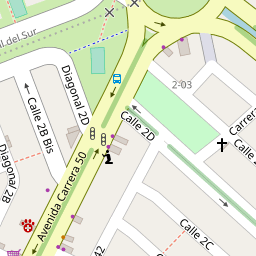 al del Sur
Diagonal 2D
Calle 2B Bis
2-03
Calle 2D
Carrera
Avenida Carrera 50
Diagonal 2B
42
Calle 2C